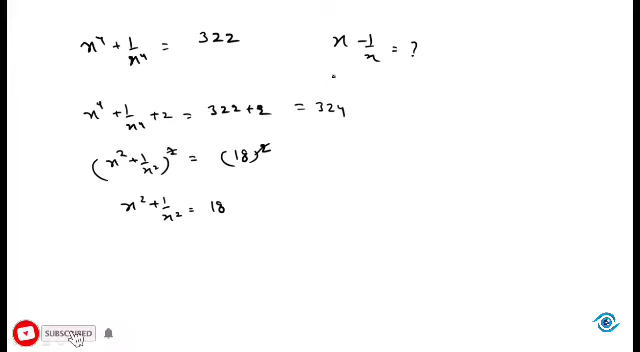 x⁴ + 1/x⁴ = 322
x - 1/x = ?
x⁴ + 1/x⁴ + 2 = 322 + 2 = 324
(x² + 1/x²)² = (18)²
x² + 1/x² = 18
SUBSCRIBED